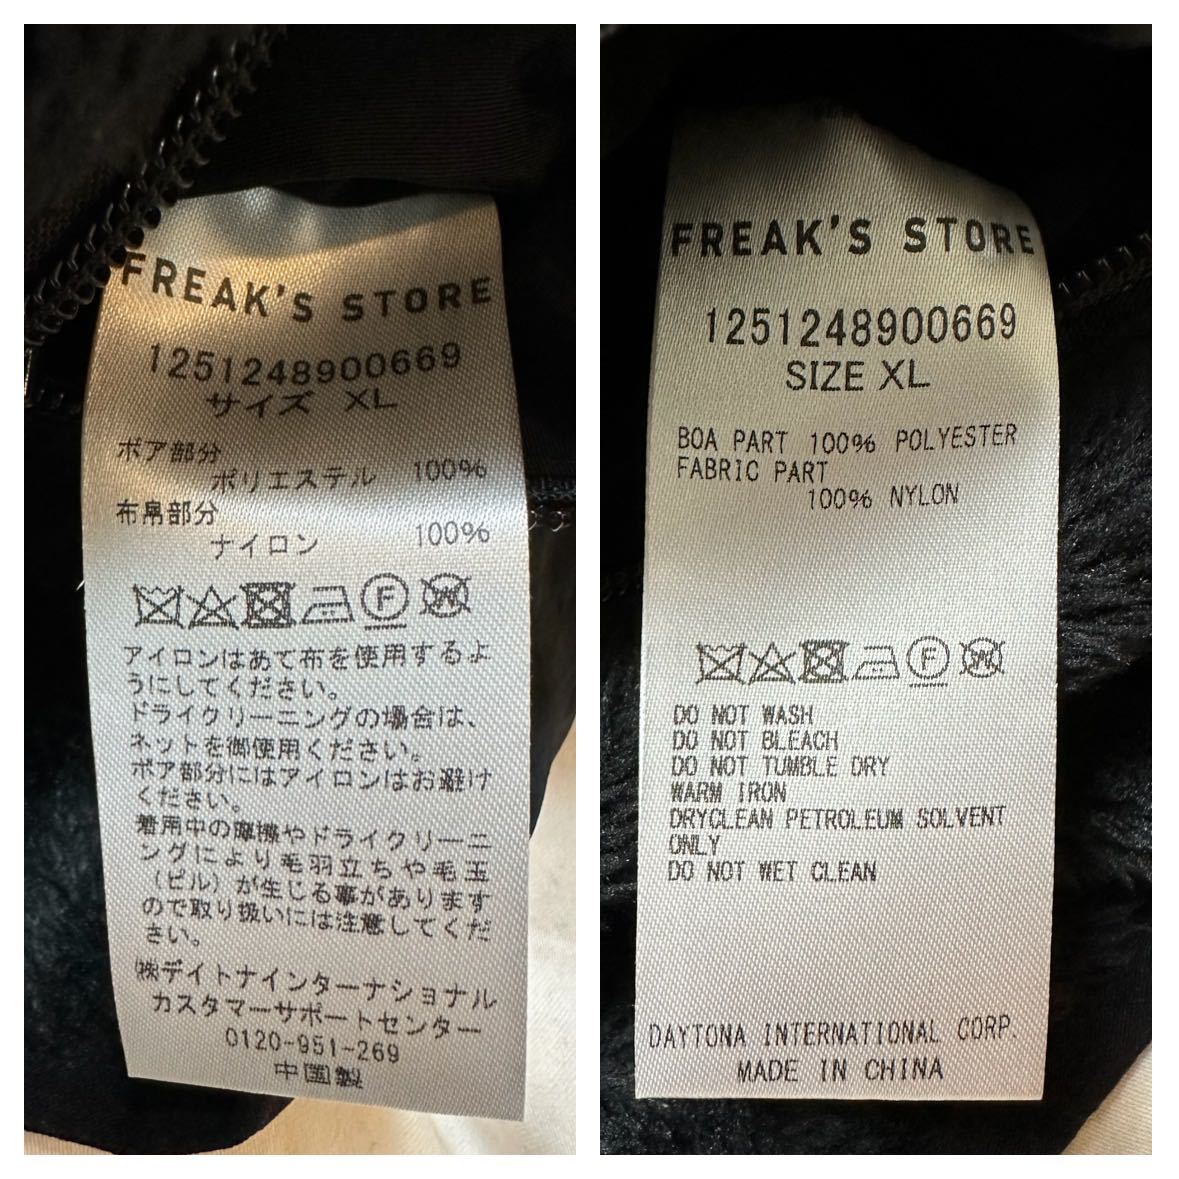 FREAK'S STORE
1251248900669
サイズ XL
ボア部分
ポリエステル 100%
布帛部分
ナイロン 100%
F W
アイロンはあて布を使用するよ
うにしてください。
ドライクリーニングの場合は、
ネットを御使用ください。
ボア部分にはアイロンはお避け
ください。
着用中の摩擦やドライクリーニ
ングにより毛羽立ちや毛玉
（ピル）が生じる事があります
ので取り扱いには注意してくだ
さい。
㈱デイトナインターナショナル
カスタマーサポートセンター
0120-951-269
中国製
FREAK'S STORE
1251248900669
SIZE XL
BOA PART 100% POLYESTER
FABRIC PART
100% NYLON
F W
DO NOT WASH
DO NOT BLEACH
DO NOT TUMBLE DRY
WARM IRON
DRYCLEAN PETROLEUM SOLVENT
ONLY
DO NOT WET CLEAN
DAYTONA INTERNATIONAL CORP.
MADE IN CHINA